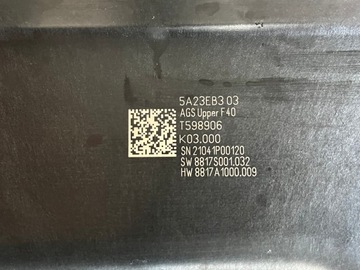 5A23EB3 03
AGS Upper F40
T598906
K03.000
SN 21041P00120
SW 8817S001.032
HW 8817A1000.009